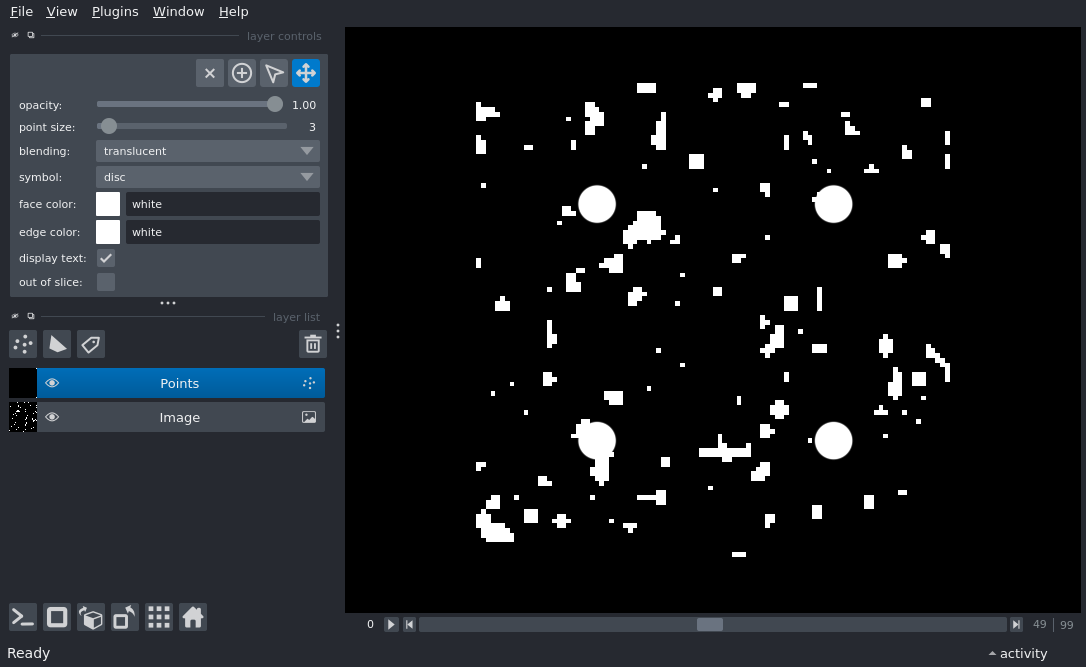 File View Plugins Window Help
layer controls
opacity: 1.00
point size: 3
blending: translucent
symbol: disc
face color: white
edge color: white
display text:
out of slice:
layer list
Points
Image
0 49 99
Ready activity